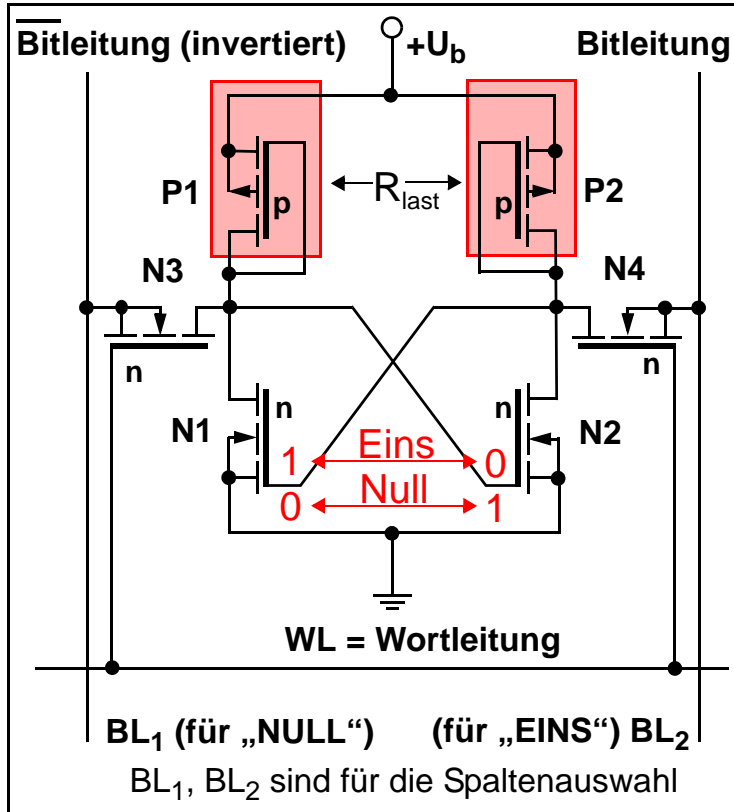 Bitleitung (invertiert) +Ub Bitleitung
P1 p Rlast p P2
N3 N4
n n
N1 n n N2
1 Eins 0
0 Null 1
WL = Wortleitung
BL1 (für „NULL“) (für „EINS“) BL2
BL1, BL2 sind für die Spaltenauswahl